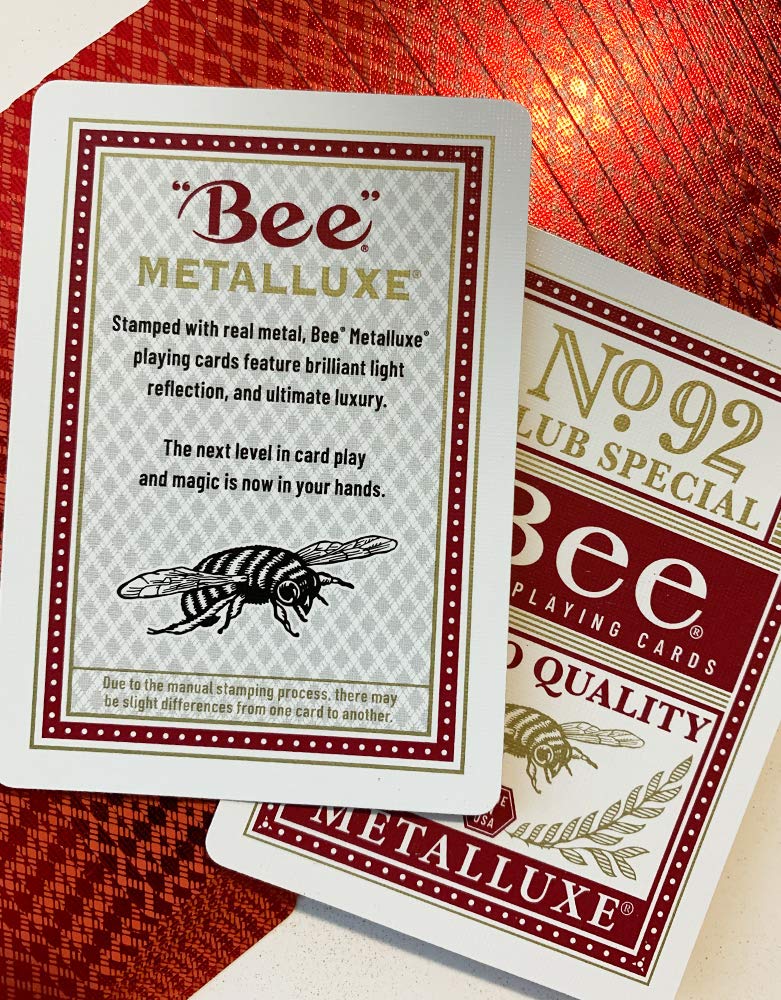 "Bee"®
METALLUXE®
Stamped with real metal, Bee® Metalluxe®
playing cards feature brilliant light
reflection, and ultimate luxury.
The next level in card play
and magic is now in your hands.
Due to the manual stamping process, there may
be slight differences from one card to another.
No. 92
SPECIAL
Bee®
PLAYING CARDS
QUALITY
USA
METALLUXE®